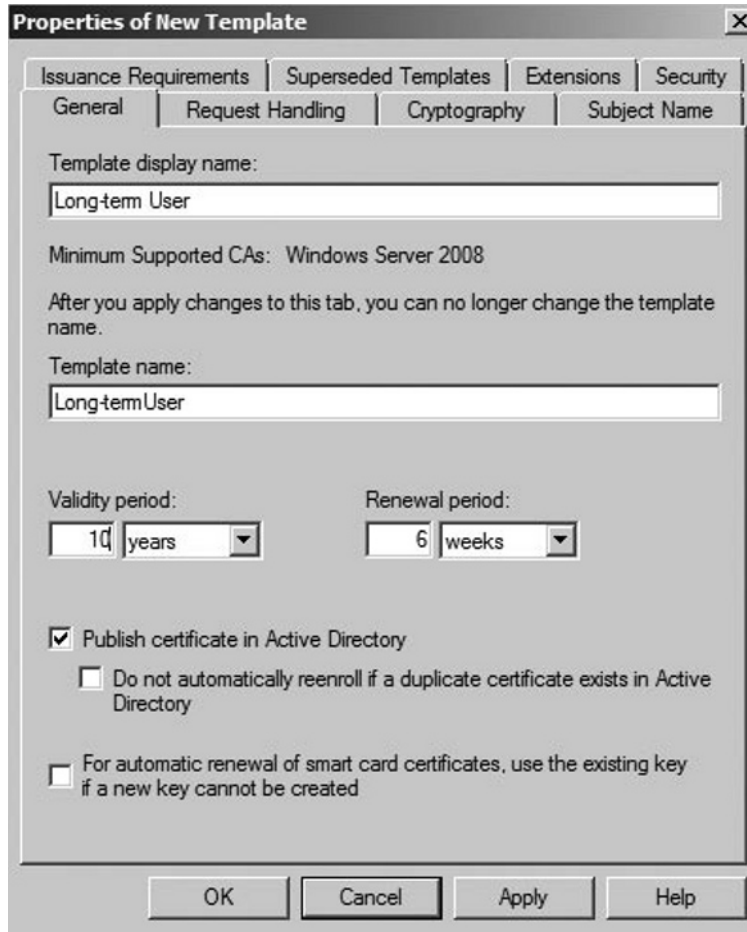 Properties of New Template
Issuance Requirements
Superseded Templates
Extensions
Security
General
Request Handling
Cryptography
Subject Name
Template display name:
Long-term User
Minimum Supported CAs: Windows Server 2008
After you apply changes to this tab, you can no longer change the template
name.
Template name:
Long-termUser
Validity period:
Renewal period:
10 years
6 weeks
Publish certificate in Active Directory
Do not automatically reenroll if a duplicate certificate exists in Active
Directory
For automatic renewal of smart card certificates, use the existing key
if a new key cannot be created
OK
Cancel
Apply
Help